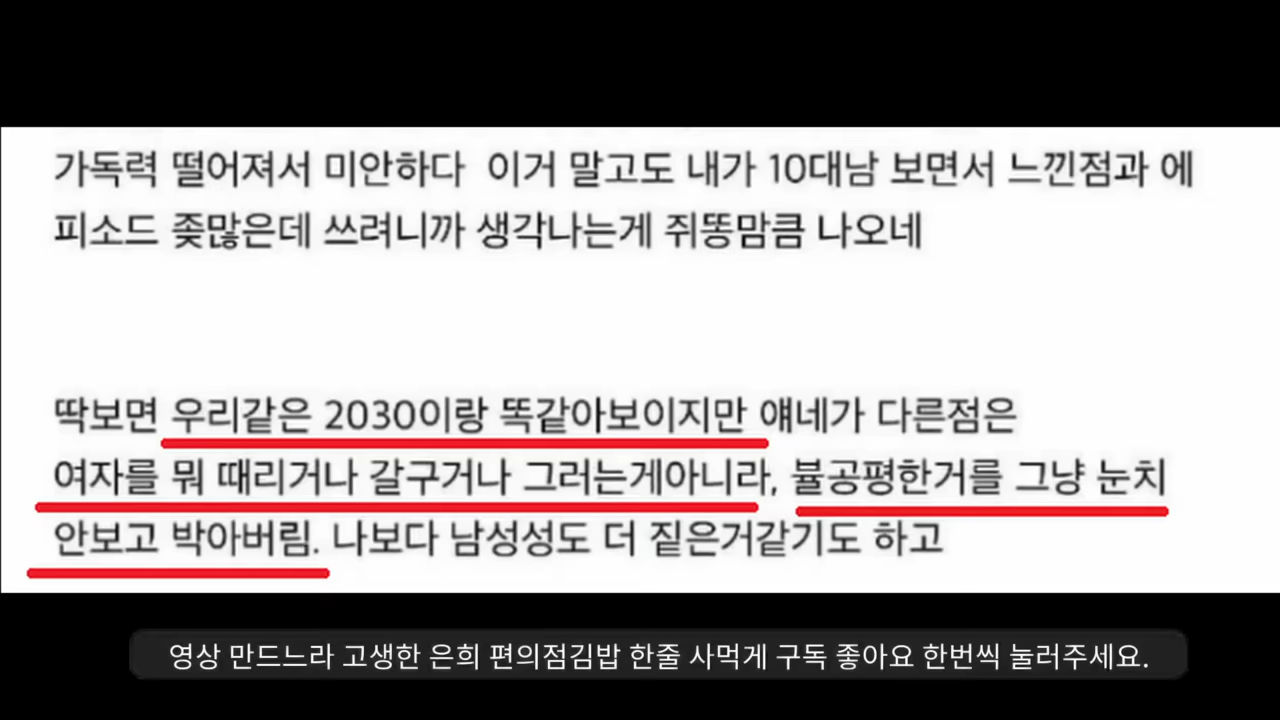 가독력 떨어져서 미안하다 이거 말고도 내가 10대남 보면서 느낀점과 에
피소드 좆많은데 쓰려니까 생각나는게 쥐똥맘큼 나오네
딱보면 우리같은 2030이랑 똑같아보이지만 얘네가 다른점은
여자를 뭐 때리거나 갈구거나 그러는게아니라, 뷸공평한거를 그냥 눈치
안보고 박아버림. 나보다 남성성도 더 짙은거같기도 하고
영상 만드느라 고생한 은희 편의점김밥 한줄 사먹게 구독 좋아요 한번씩 눌러주세요.